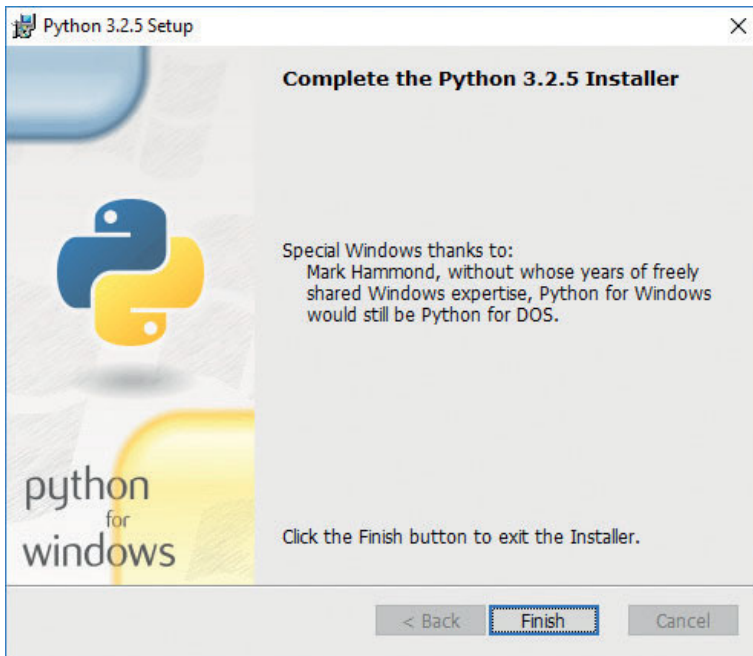 Python 3.2.5 Setup
Complete the Python 3.2.5 Installer
Special Windows thanks to:
Mark Hammond, without whose years of freely
shared Windows expertise, Python for Windows
would still be Python for DOS.
python
for
windows
Click the Finish button to exit the Installer.
< Back
Finish
Cancel